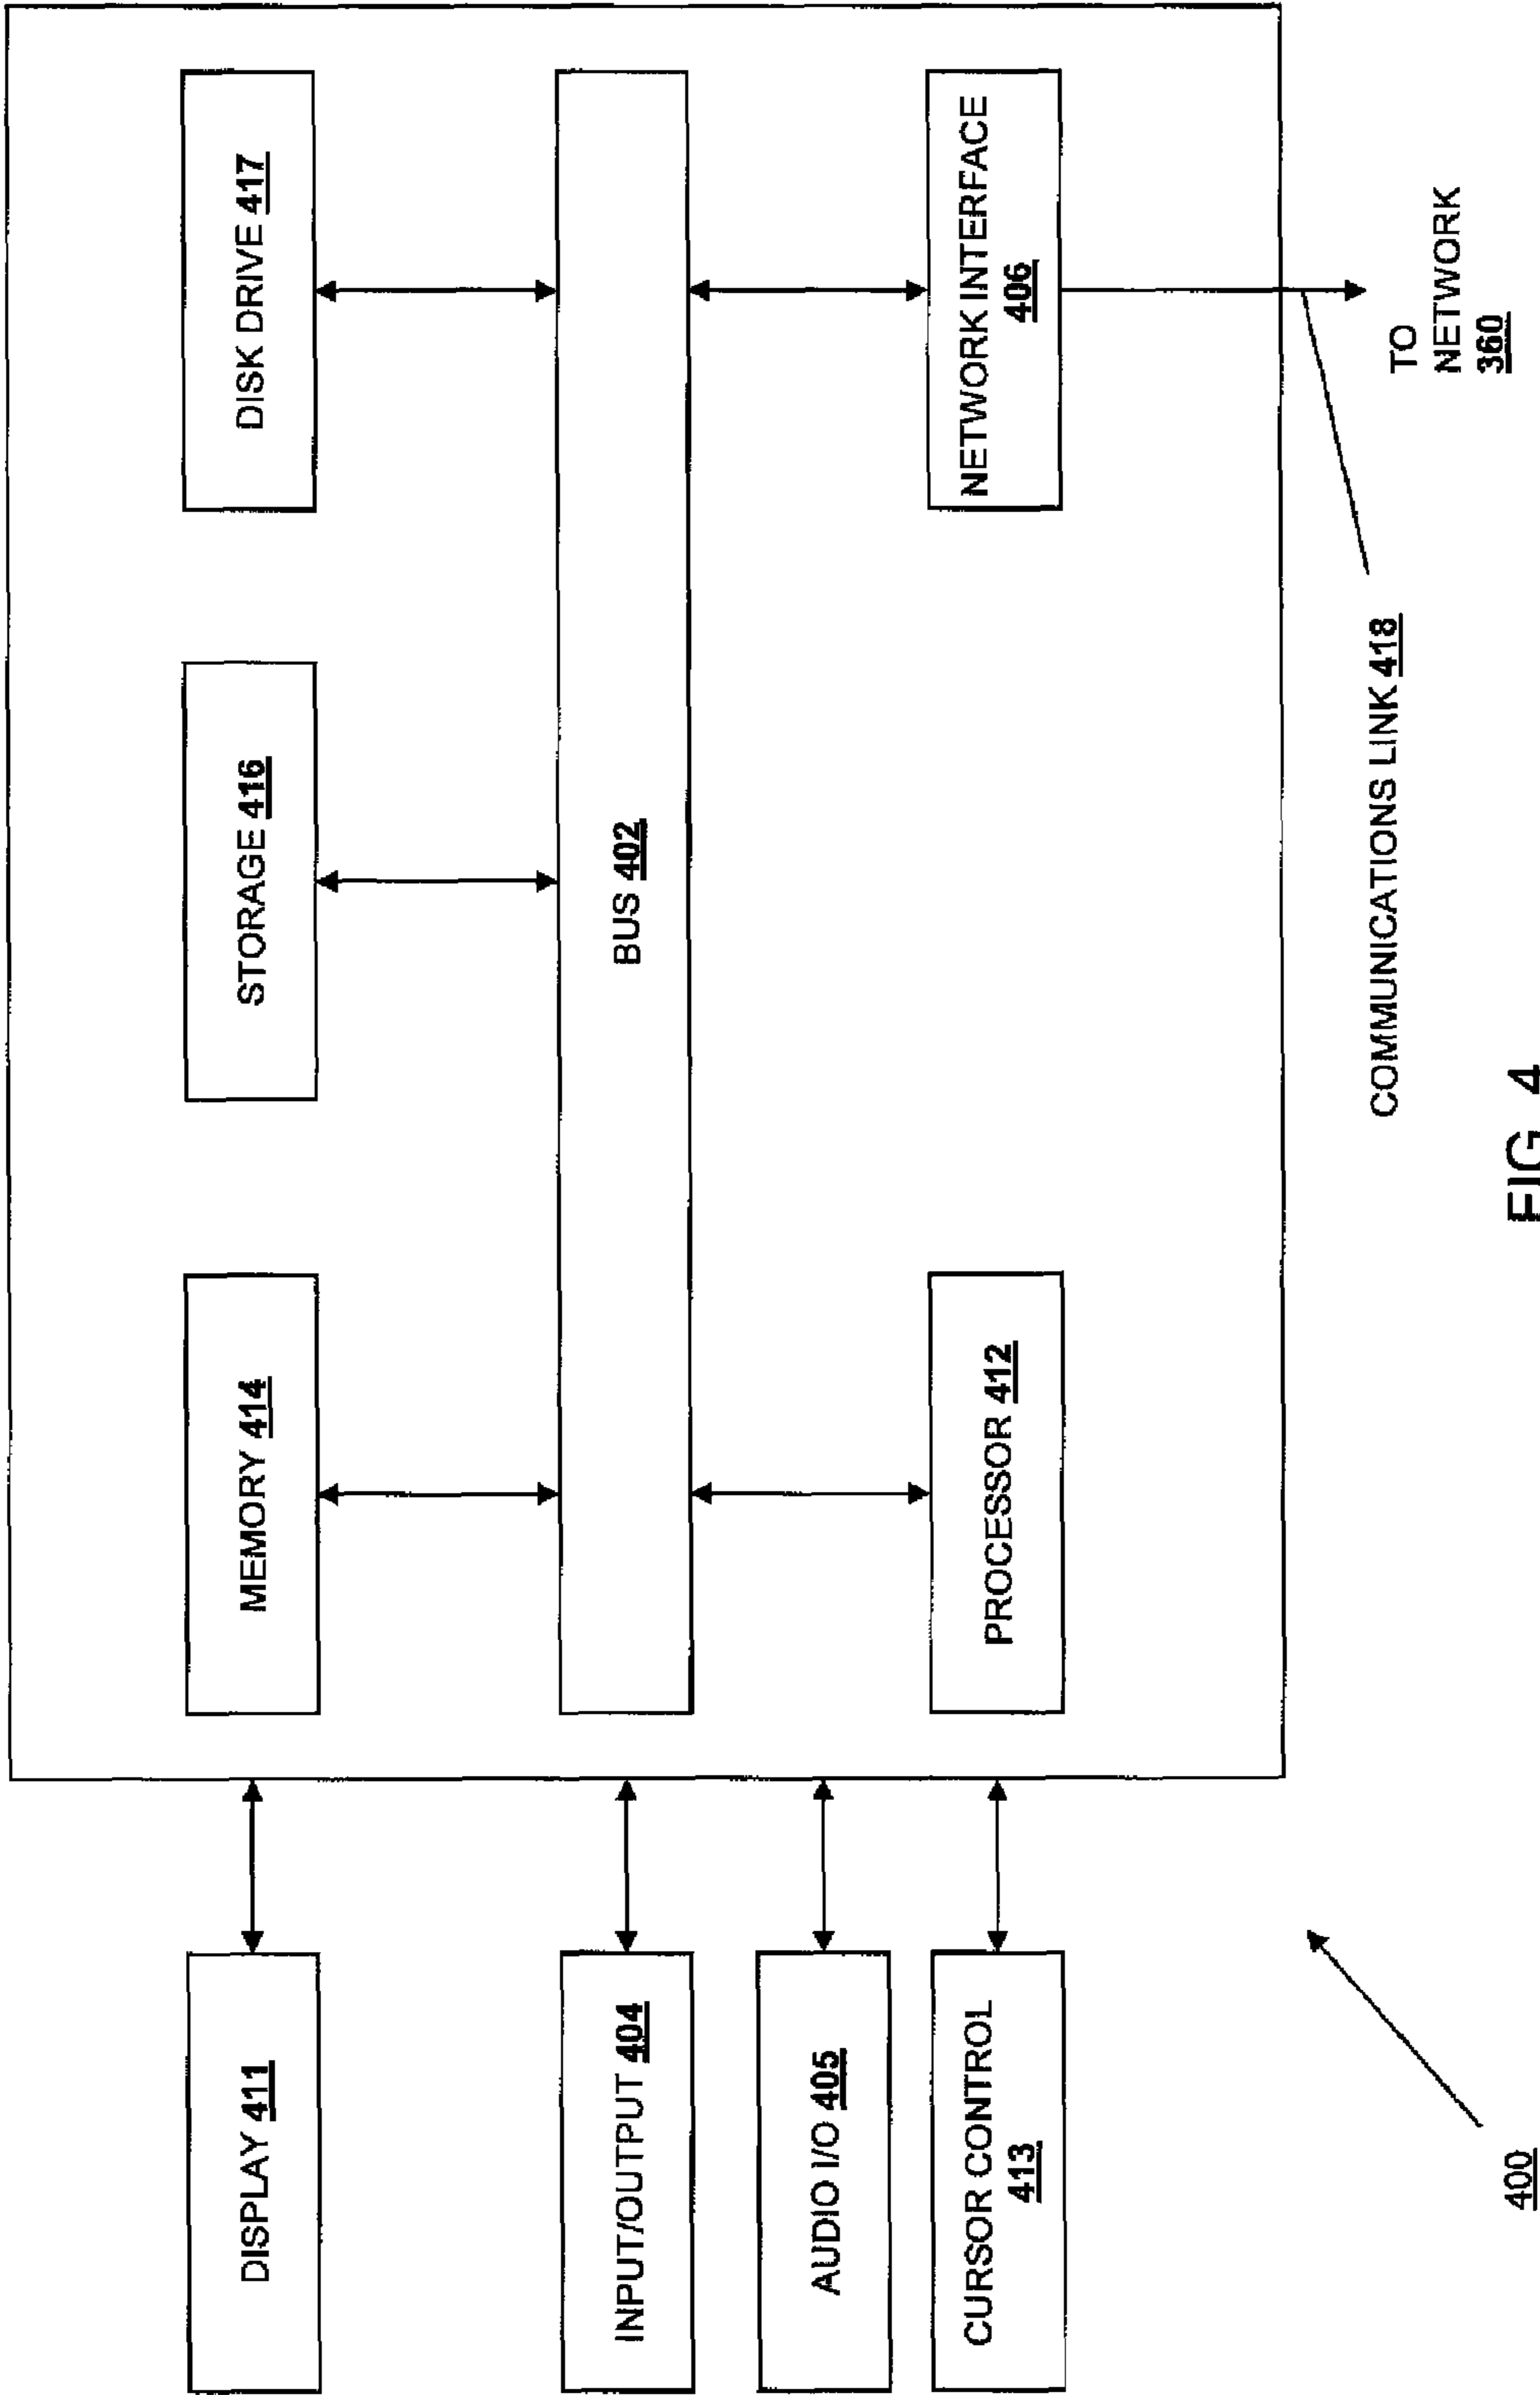 DISPLAY 411
MEMORY 414
STORAGE 416
DISK DRIVE 417
INPUT/OUTPUT 404
BUS 402
AUDIO I/O 405
CURSOR CONTROL
413
PROCESSOR 412
NETWORK INTERFACE
406
COMMUNICATIONS LINK 418
TO
NETWORK
360
400
FIG. 4